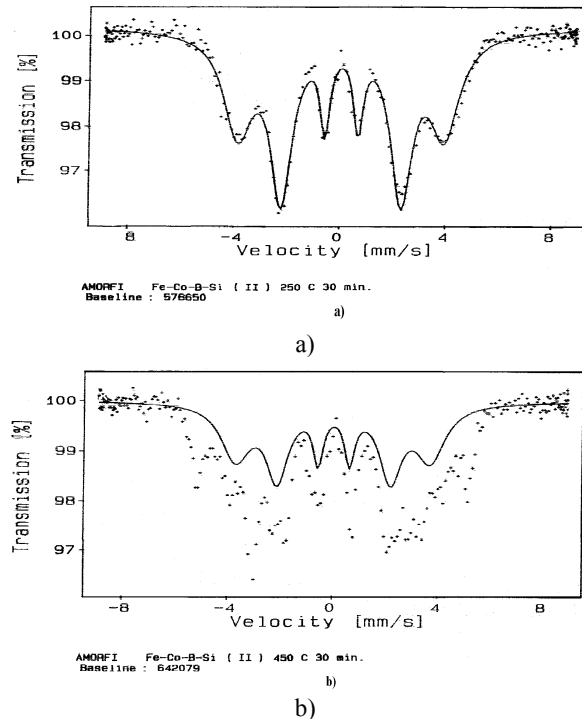 100
99
98
97
Transmission [%]
-8
-4
0
4
8
Velocity [mm/s]
AMORFI Fe-Co-B-Si ( II ) 250 C 30 min.
Baseline : 576650
a)
a)
100
99
98
97
Transmission [%]
-8
-4
0
4
8
Velocity [mm/s]
AMORFI Fe-Co-B-Si ( II ) 450 C 30 min.
Baseline : 642079
b)
b)